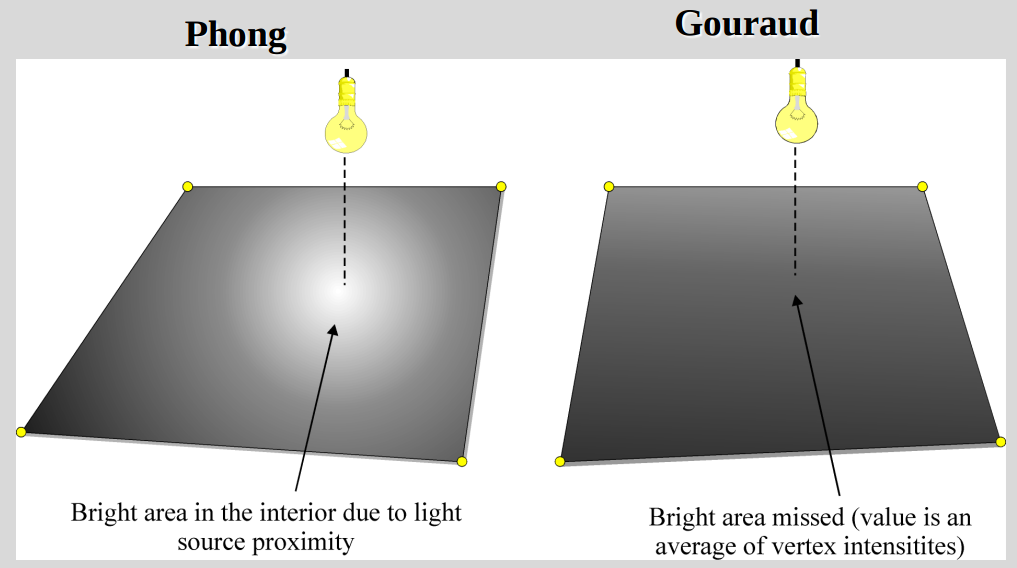 Phong
Gouraud
Bright area in the interior due to light
source proximity
Bright area missed (value is an
average of vertex intensitites)